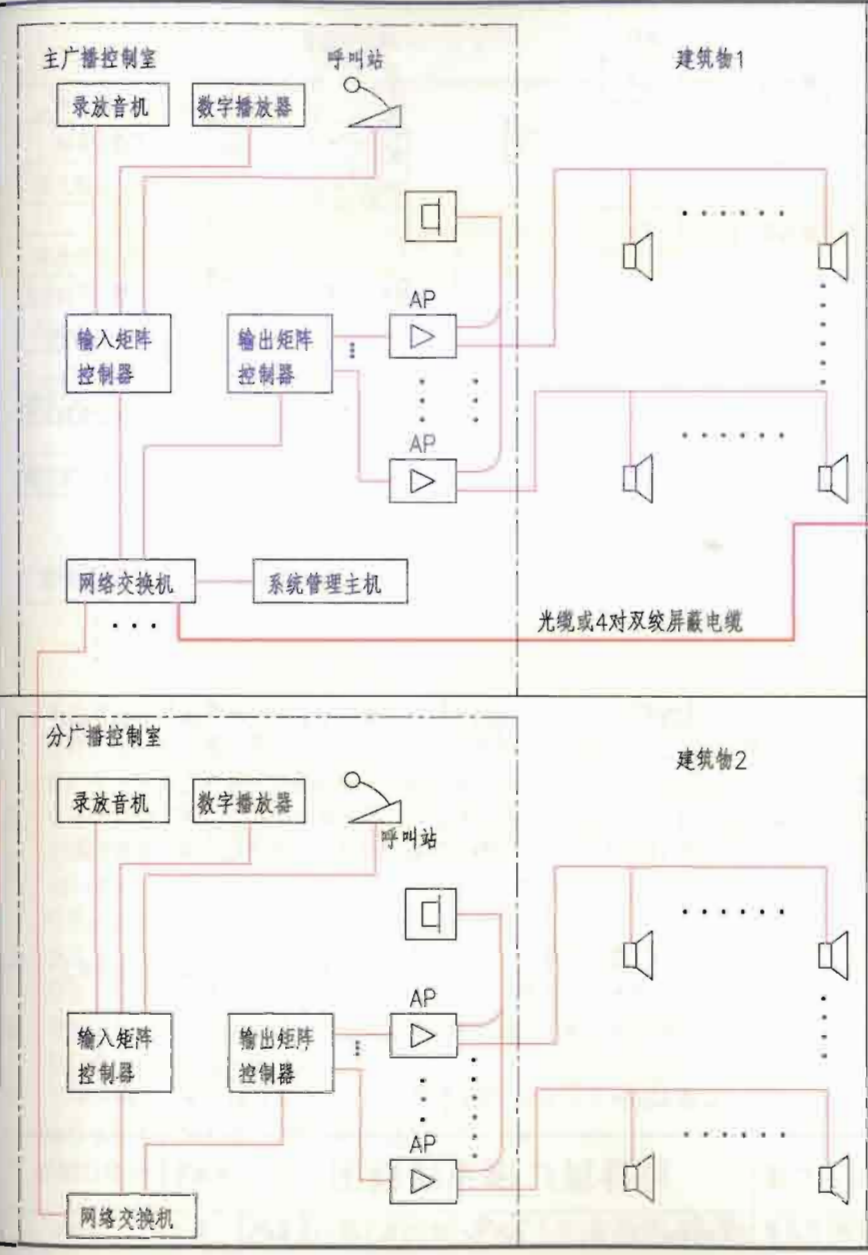 主广播控制室
呼叫站
建筑物1
录放音机
数字播放器
AP
输入矩阵
控制器
输出矩阵
控制器
AP
网络交换机
系统管理主机
光缆或4对双绞屏蔽电缆
分广播控制室
建筑物2
录放音机
数字播放器
呼叫站
AP
输入矩阵
控制器
输出矩阵
控制器
AP
网络交换机